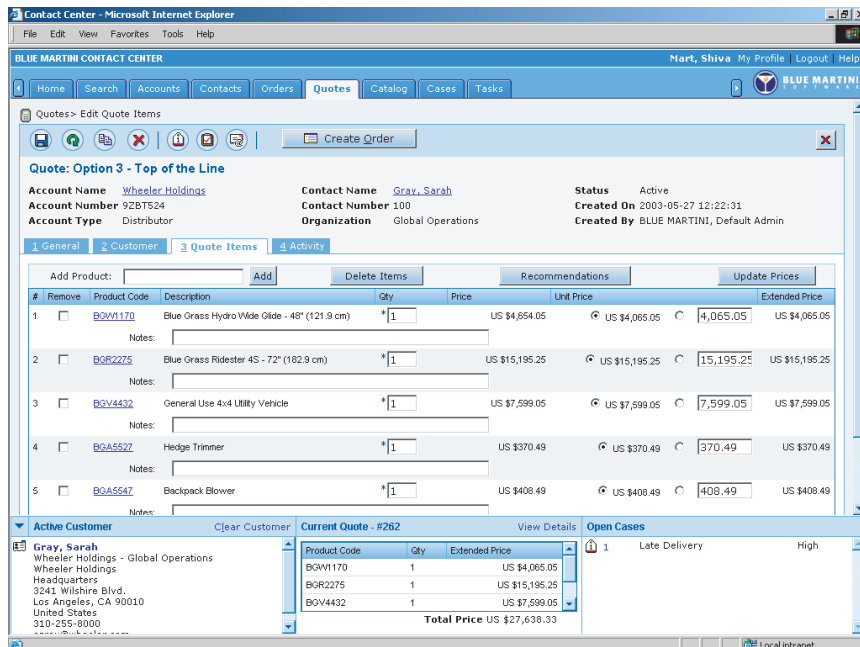 Contact Center - Microsoft Internet Explorer
File Edit View Favorites Tools Help
BLUE MARTINI CONTACT CENTER Mart, Shiva My Profile | Logout | Help
Home Search Accounts Contacts Orders Quotes Catalog Cases Tasks BLUE MARTINI
SOFTWARE
Quotes> Edit Quote Items
Create Order
Quote: Option 3 - Top of the Line
Account Name Wheeler Holdings Contact Name Gray, Sarah Status Active
Account Number 9ZBT524 Contact Number 100 Created On 2003-05-27 12:22:31
Account Type Distributor Organization Global Operations Created By BLUE MARTINI, Default Admin
1 General 2 Customer 3 Quote Items 4 Activity
Add Product: Add Delete Items Recommendations Update Prices
# Remove Product Code Description Qty Price Unit Price Extended Price
1 BGW1170 Blue Grass Hydro Wide Glide - 48" (121.9 cm) *1 US $4,654.05 US $4,065.05 4,065.05 US $4,065.05
Notes:
2 BGR2275 Blue Grass Ridester 4S - 72" (182.9 cm) *1 US $15,195.25 US $15,195.25 15,195.25 US $15,195.25
Notes:
3 BGV4432 General Use 4x4 Utility Vehicle *1 US $7,599.05 US $7,599.05 7,599.05 US $7,599.05
Notes:
4 BGA5527 Hedge Trimmer *1 US $370.49 US $370.49 370.49 US $370.49
Notes:
5 BGA5547 Backpack Blower *1 US $408.49 US $408.49 408.49 US $408.49
Notes:
Active Customer Clear Customer Current Quote - #262 View Details Open Cases
Gray, Sarah
Wheeler Holdings - Global Operations
Wheeler Holdings
Headquarters
3241 Wilshire Blvd.
Los Angeles, CA 90010
United States
310-255-8000
Product Code Qty Extended Price
BGW1170 1 US $4,065.05
BGR2275 1 US $15,195.25
BGV4432 1 US $7,599.05
Total Price US $27,638.33
1 Late Delivery High
Local intranet